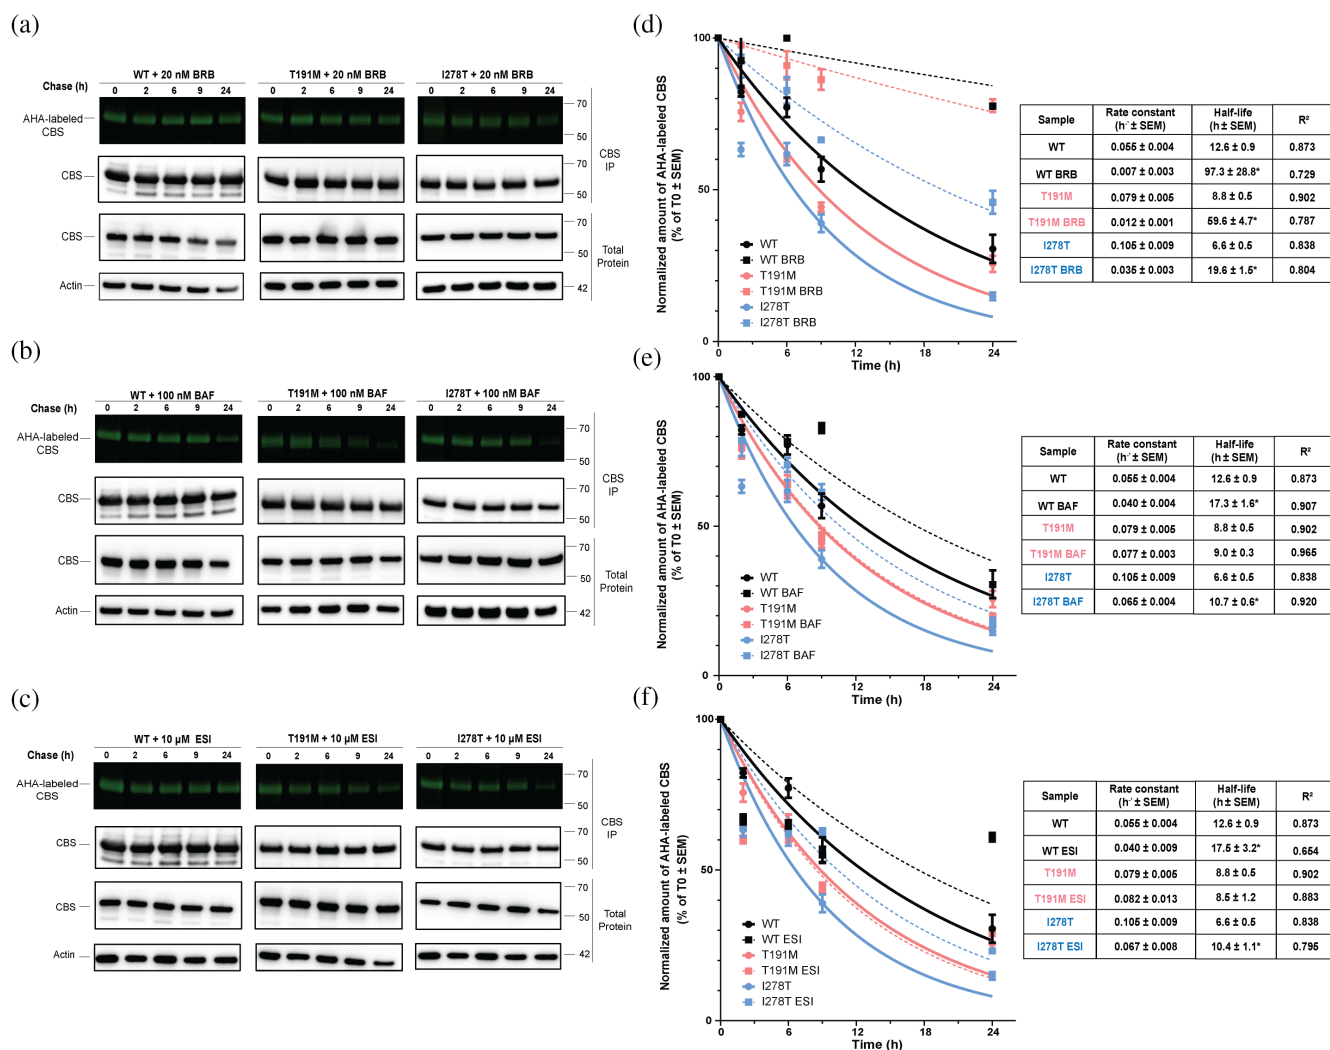 (a)
WT + 20 nM BRB
T191M + 20 nM BRB
I278T + 20 nM BRB
Chase (h)
0 2 6 9 24
0 2 6 9 24
0 2 6 9 24
AHA-labeled
CBS
70
50
CBS
70
50
CBS
IP
CBS
70
50
Actin
42
Total
Protein
(b)
WT + 100 nM BAF
T191M + 100 nM BAF
I278T + 100 nM BAF
Chase (h)
0 2 6 9 24
0 2 6 9 24
0 2 6 9 24
AHA-labeled
CBS
70
50
CBS
70
50
CBS
IP
CBS
70
50
Actin
42
Total
Protein
(c)
WT + 10 µM ESI
T191M + 10 µM ESI
I278T + 10 µM ESI
Chase (h)
0 2 6 9 24
0 2 6 9 24
0 2 6 9 24
AHA-labeled
CBS
70
50
CBS
70
50
CBS
IP
CBS
70
50
Actin
42
Total
Protein
(d)
Normalized amount of AHA-labeled CBS
(% of T0 ± SEM)
100
50
0
0 6 12 18 24
Time (h)
WT
WT BRB
T191M
T191M BRB
I278T
I278T BRB
Sample Rate constant (h⁻¹ ± SEM) Half-life (h ± SEM) R²
WT 0.055 ± 0.004 12.6 ± 0.9 0.873
WT BRB 0.007 ± 0.003 97.3 ± 28.8* 0.729
T191M 0.079 ± 0.005 8.8 ± 0.5 0.902
T191M BRB 0.012 ± 0.001 59.6 ± 4.7* 0.787
I278T 0.105 ± 0.009 6.6 ± 0.5 0.838
I278T BRB 0.035 ± 0.003 19.6 ± 1.5* 0.804
(e)
Normalized amount of AHA-labeled CBS
(% of T0 ± SEM)
100
50
0
0 6 12 18 24
Time (h)
WT
WT BAF
T191M
T191M BAF
I278T
I278T BAF
Sample Rate constant (h⁻¹ ± SEM) Half-life (h ± SEM) R²
WT 0.055 ± 0.004 12.6 ± 0.9 0.873
WT BAF 0.040 ± 0.004 17.3 ± 1.6* 0.907
T191M 0.079 ± 0.005 8.8 ± 0.5 0.902
T191M BAF 0.077 ± 0.003 9.0 ± 0.3 0.965
I278T 0.105 ± 0.009 6.6 ± 0.5 0.838
I278T BAF 0.065 ± 0.004 10.7 ± 0.6* 0.920
(f)
Normalized amount of AHA-labeled CBS
(% of T0 ± SEM)
100
50
0
0 6 12 18 24
Time (h)
WT
WT ESI
T191M
T191M ESI
I278T
I278T ESI
Sample Rate constant (h⁻¹ ± SEM) Half-life (h ± SEM) R²
WT 0.055 ± 0.004 12.6 ± 0.9 0.873
WT ESI 0.040 ± 0.009 17.5 ± 3.2* 0.654
T191M 0.079 ± 0.005 8.8 ± 0.5 0.902
T191M ESI 0.082 ± 0.013 8.5 ± 1.2 0.883
I278T 0.105 ± 0.009 6.6 ± 0.5 0.838
I278T ESI 0.067 ± 0.008 10.4 ± 1.1* 0.795